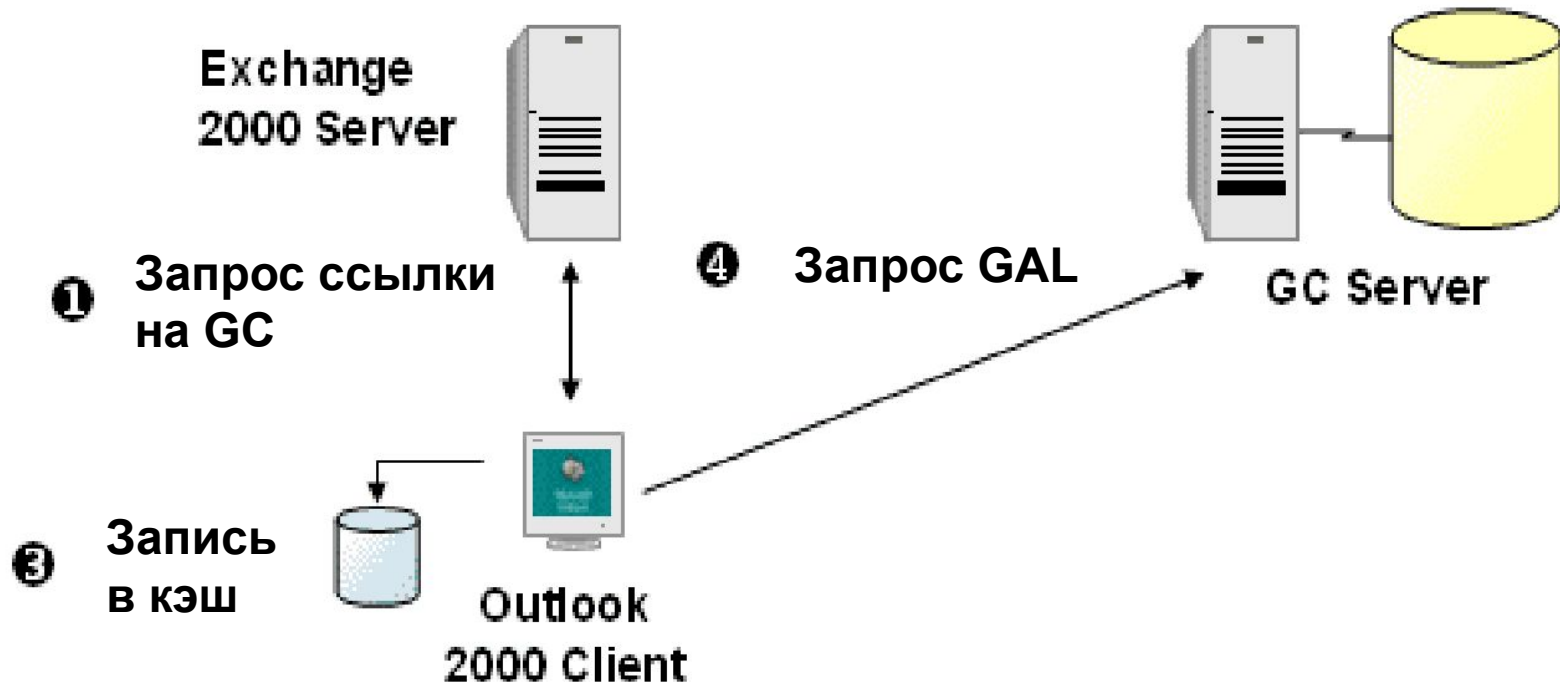 Exchange
2000 Server
❶ Запрос ссылки
на GC
❹ Запрос GAL
GC Server
❸ Запись
в кэш
Outlook
2000 Client